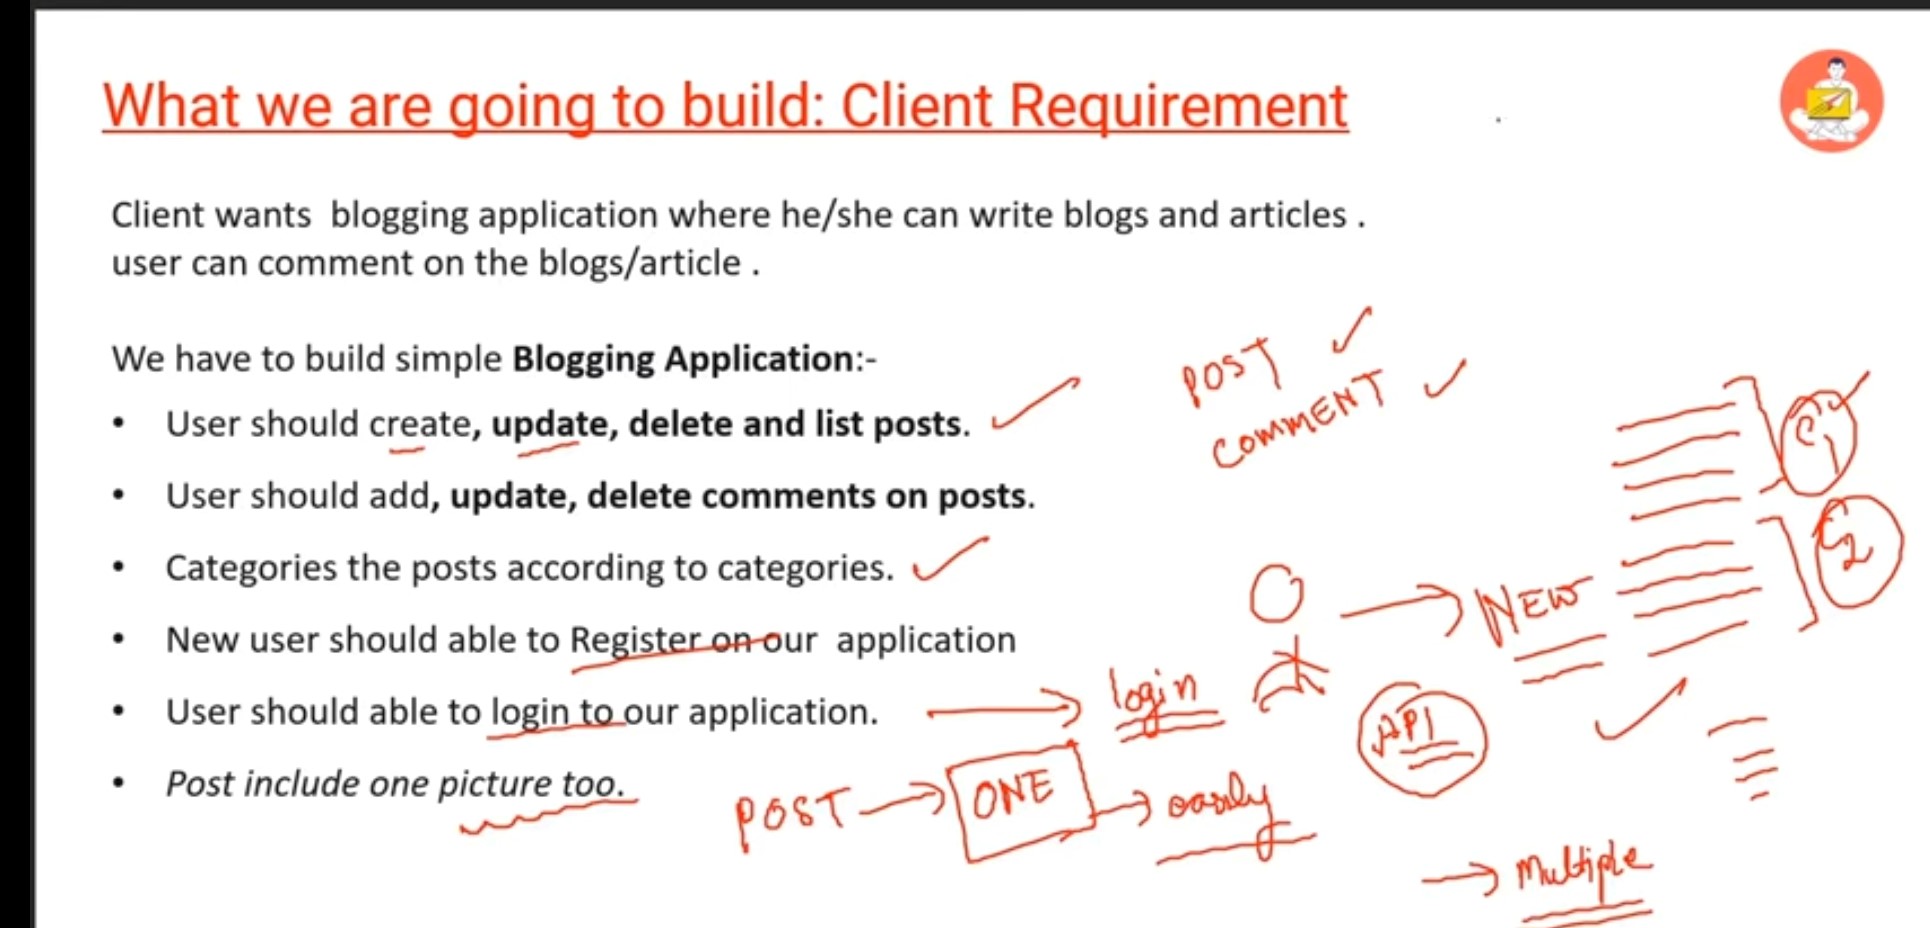 What we are going to build: Client Requirement
Client wants blogging application where he/she can write blogs and articles .
user can comment on the blogs/article .
We have to build simple Blogging Application:-
• User should create, update, delete and list posts.
• User should add, update, delete comments on posts.
• Categories the posts according to categories.
• New user should able to Register on our application
• User should able to login to our application.
• Post include one picture too.
POST
COMMENT
C1
C2
NEW
login
API
POST → ONE → easily
→ Multiple